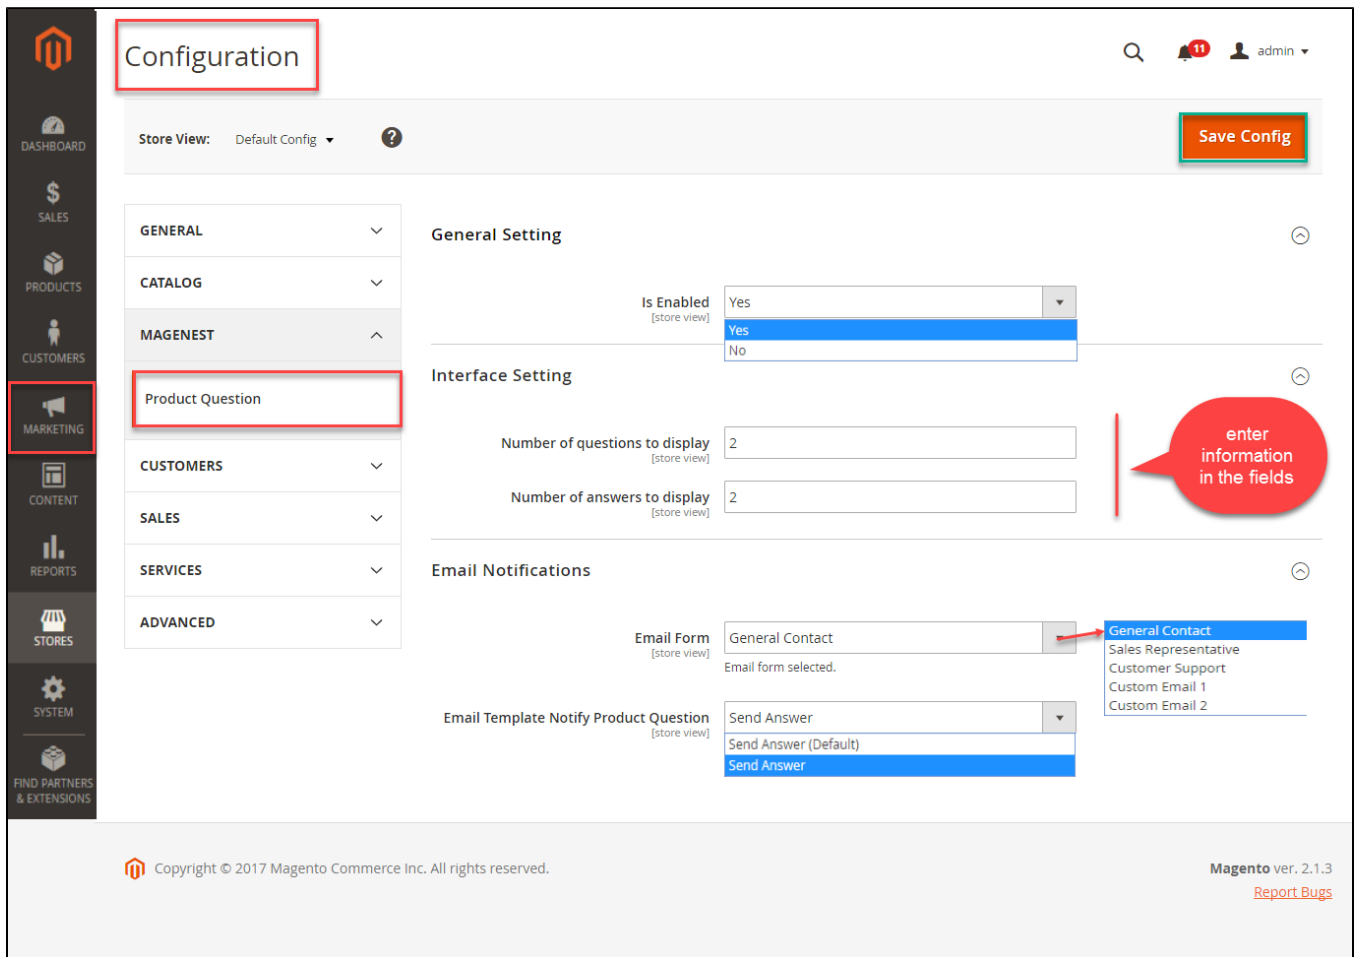 Configuration
11
admin
Store View: Default Config
?
Save Config
DASHBOARD
$
SALES
PRODUCTS
CUSTOMERS
MARKETING
CONTENT
REPORTS
STORES
SYSTEM
FIND PARTNERS
& EXTENSIONS
GENERAL
CATALOG
MAGENEST
Product Question
CUSTOMERS
SALES
SERVICES
ADVANCED
General Setting
Is Enabled
[store view]
Yes
Yes
No
Interface Setting
Number of questions to display
[store view]
2
Number of answers to display
[store view]
2
enter
information
in the fields
Email Notifications
Email Form
[store view]
General Contact
Email form selected.
General Contact
Sales Representative
Customer Support
Custom Email 1
Custom Email 2
Email Template Notify Product Question
[store view]
Send Answer
Send Answer (Default)
Send Answer
Copyright © 2017 Magento Commerce Inc. All rights reserved.
Magento ver. 2.1.3
Report Bugs